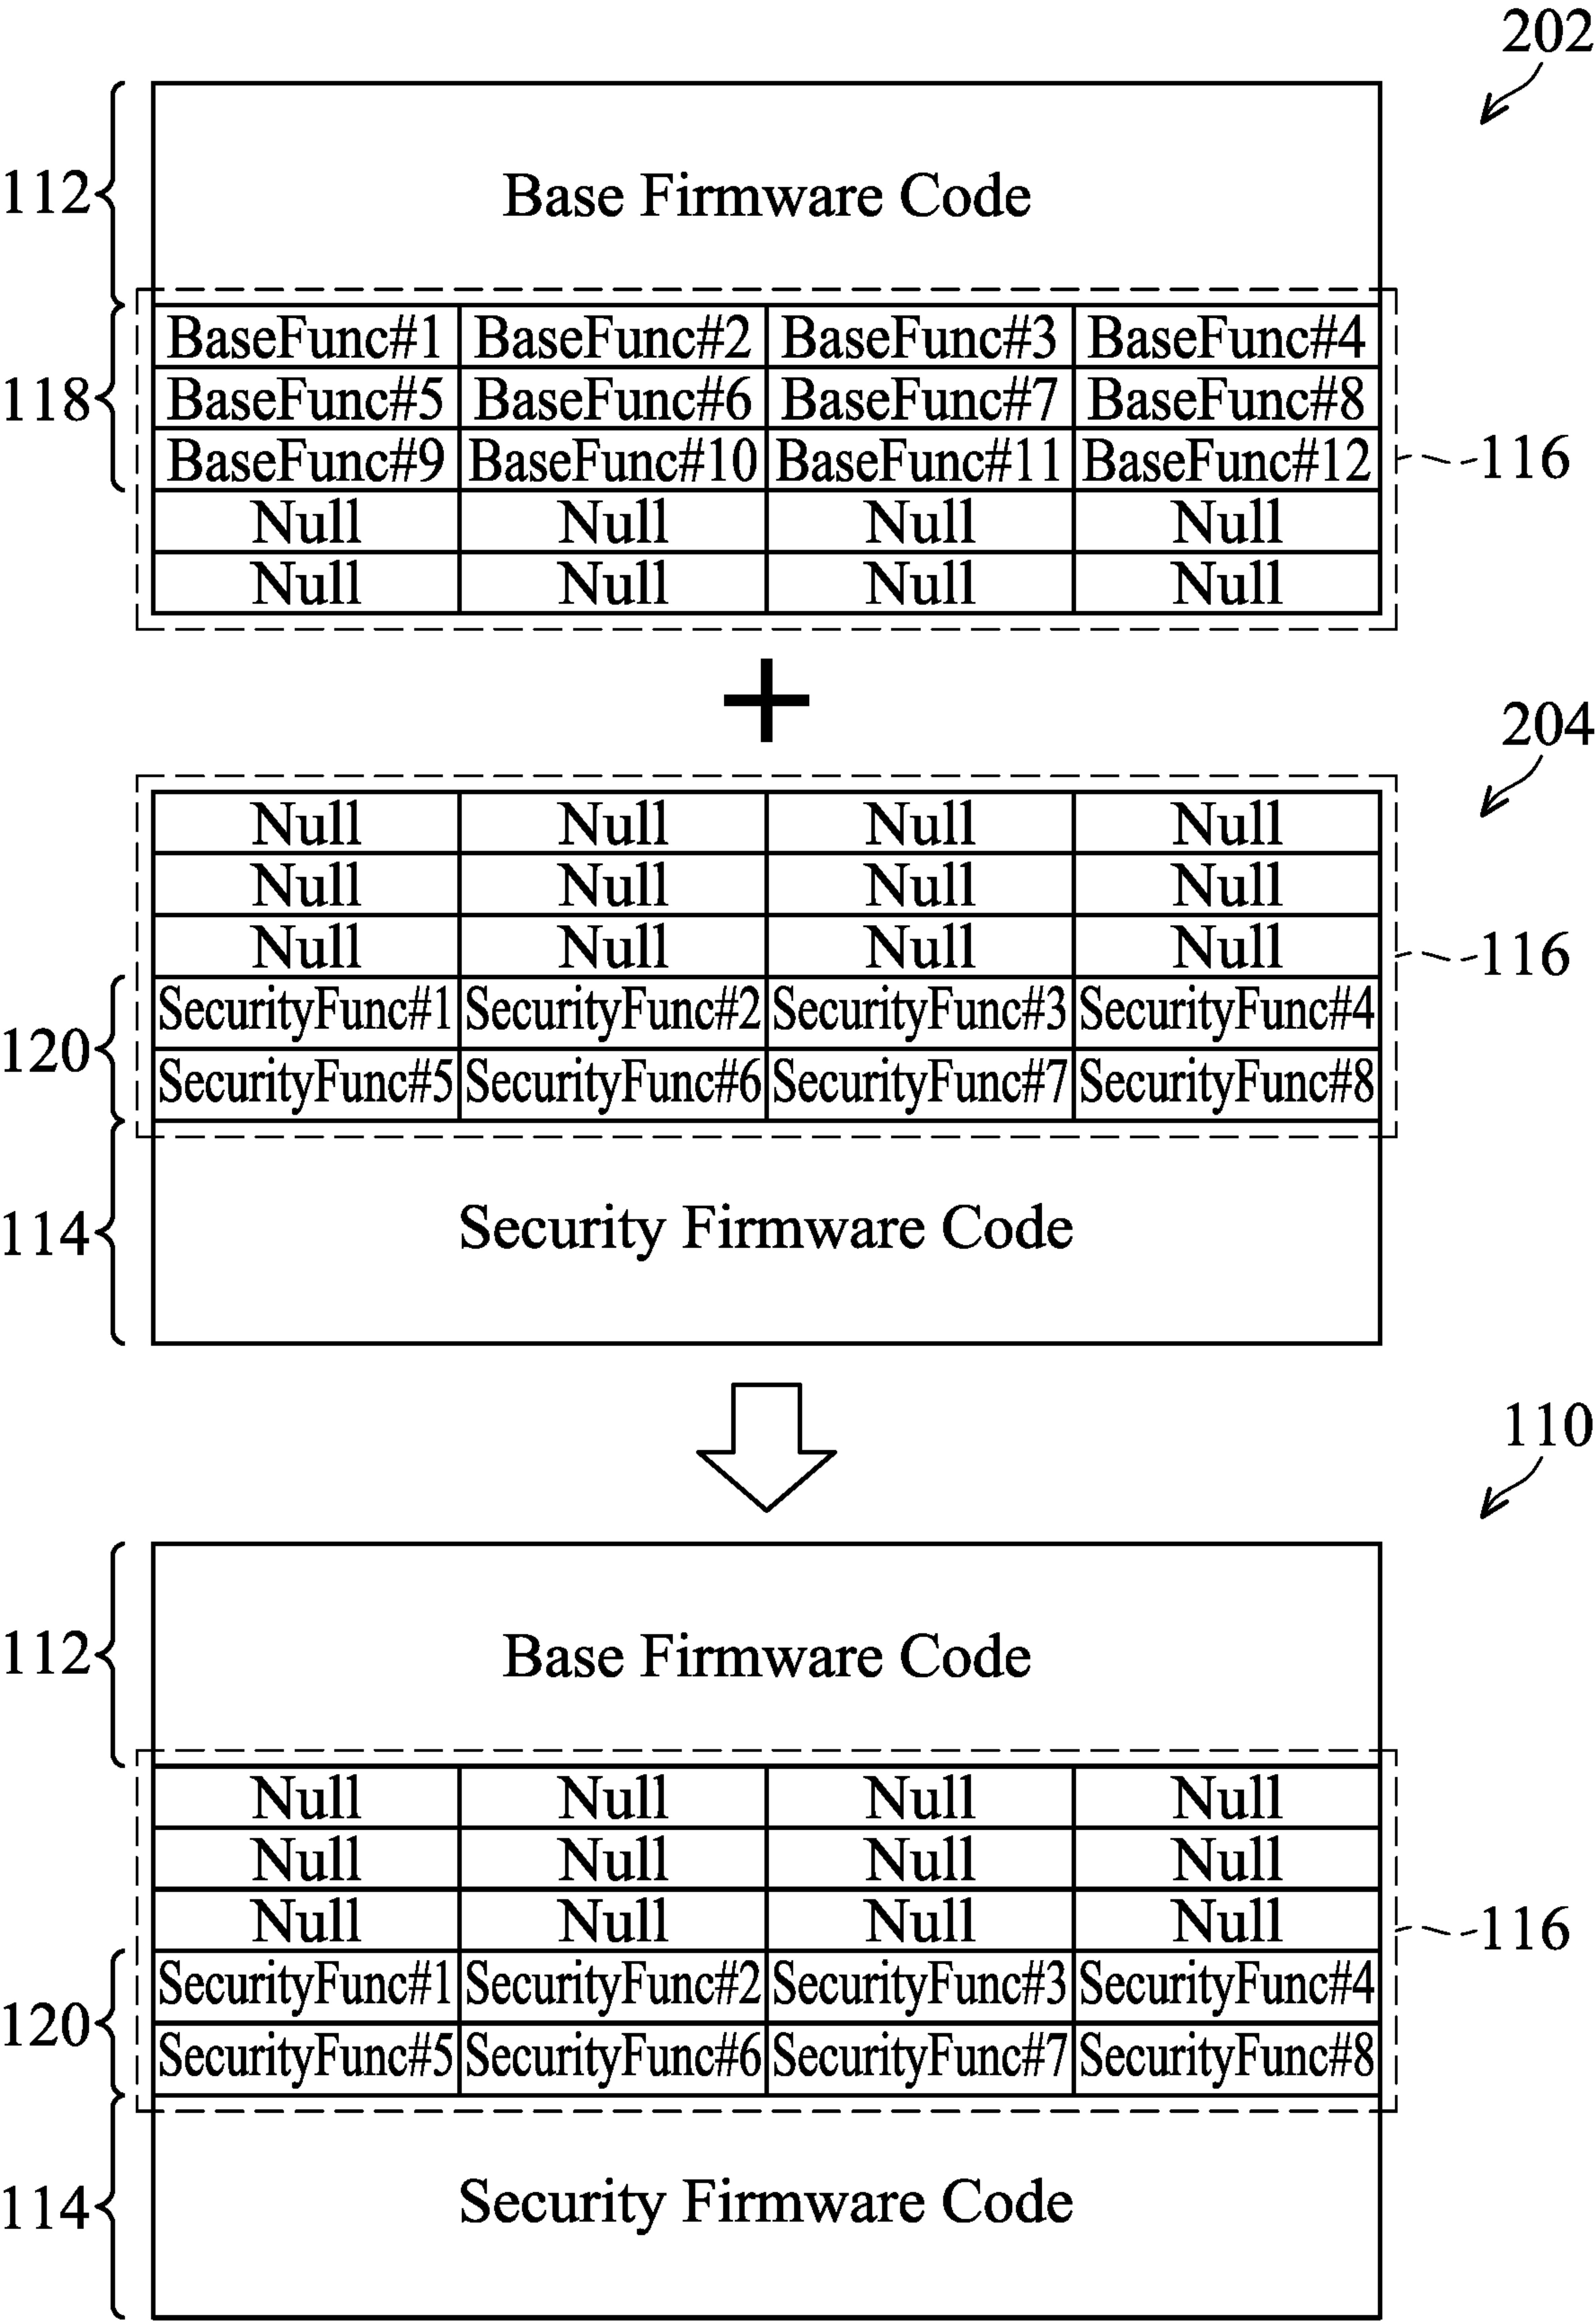 202
112
Base Firmware Code
BaseFunc#1 BaseFunc#2 BaseFunc#3 BaseFunc#4
118
BaseFunc#5 BaseFunc#6 BaseFunc#7 BaseFunc#8
BaseFunc#9 BaseFunc#10 BaseFunc#11 BaseFunc#12
116
Null Null Null Null
Null Null Null Null
+
204
Null Null Null Null
Null Null Null Null
Null Null Null Null
116
SecurityFunc#1 SecurityFunc#2 SecurityFunc#3 SecurityFunc#4
120
SecurityFunc#5 SecurityFunc#6 SecurityFunc#7 SecurityFunc#8
114
Security Firmware Code
110
112
Base Firmware Code
Null Null Null Null
Null Null Null Null
Null Null Null Null
116
SecurityFunc#1 SecurityFunc#2 SecurityFunc#3 SecurityFunc#4
120
SecurityFunc#5 SecurityFunc#6 SecurityFunc#7 SecurityFunc#8
114
Security Firmware Code